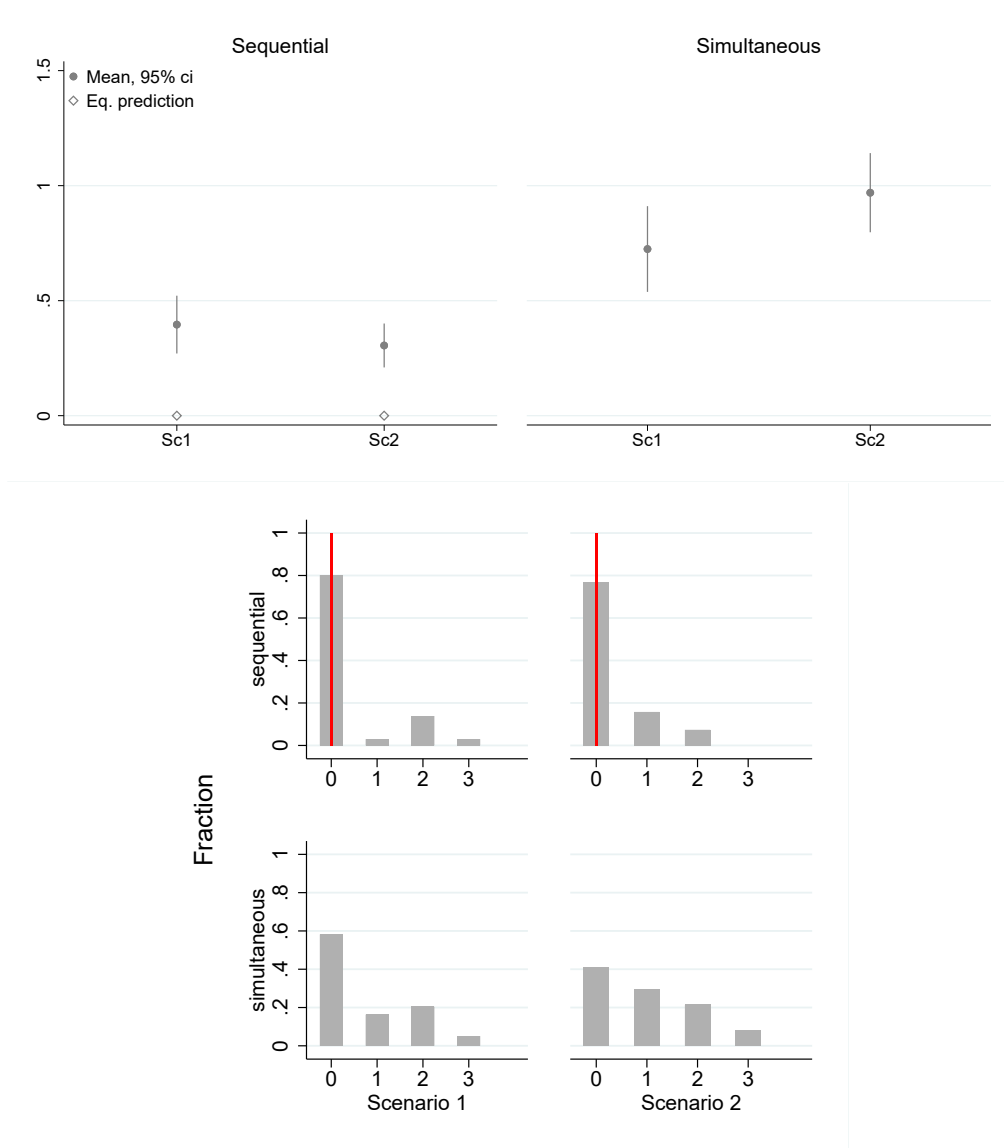 Sequential
Simultaneous
Mean, 95% ci
Eq. prediction
1.5
1
.5
0
Sc1
Sc2
Sc1
Sc2
Fraction
sequential
1
.8
.6
.4
.2
0
0 1 2 3
0 1 2 3
simultaneous
1
.8
.6
.4
.2
0
0 1 2 3
0 1 2 3
Scenario 1
Scenario 2